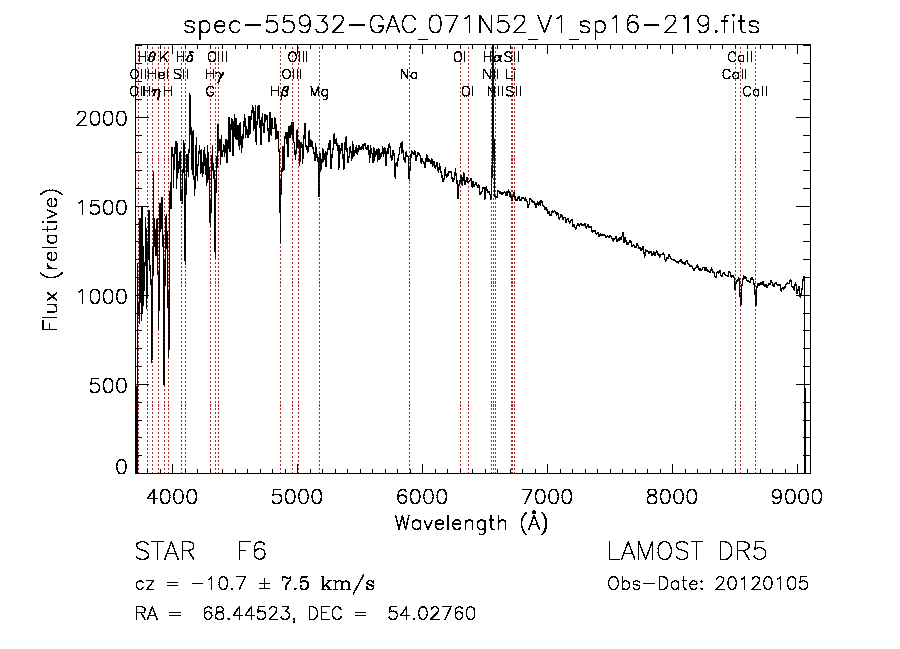 spec−55932−GAC_071N52_V1_sp16−219.fits
Hθ K Hδ OIII OIII OI Hα SII CaII
OII HeI SII Hγ OIII Na NII Li CaII
OII Hη H G Hβ Mg OI NII SII CaII
2000
1500
1000
500
0
Flux (relative)
4000 5000 6000 7000 8000 9000
Wavelength (Å)
STAR F6 LAMOST DR5
cz = −10.7 ± 7.5 km/s Obs−Date: 20120105
RA = 68.44523, DEC = 54.02760